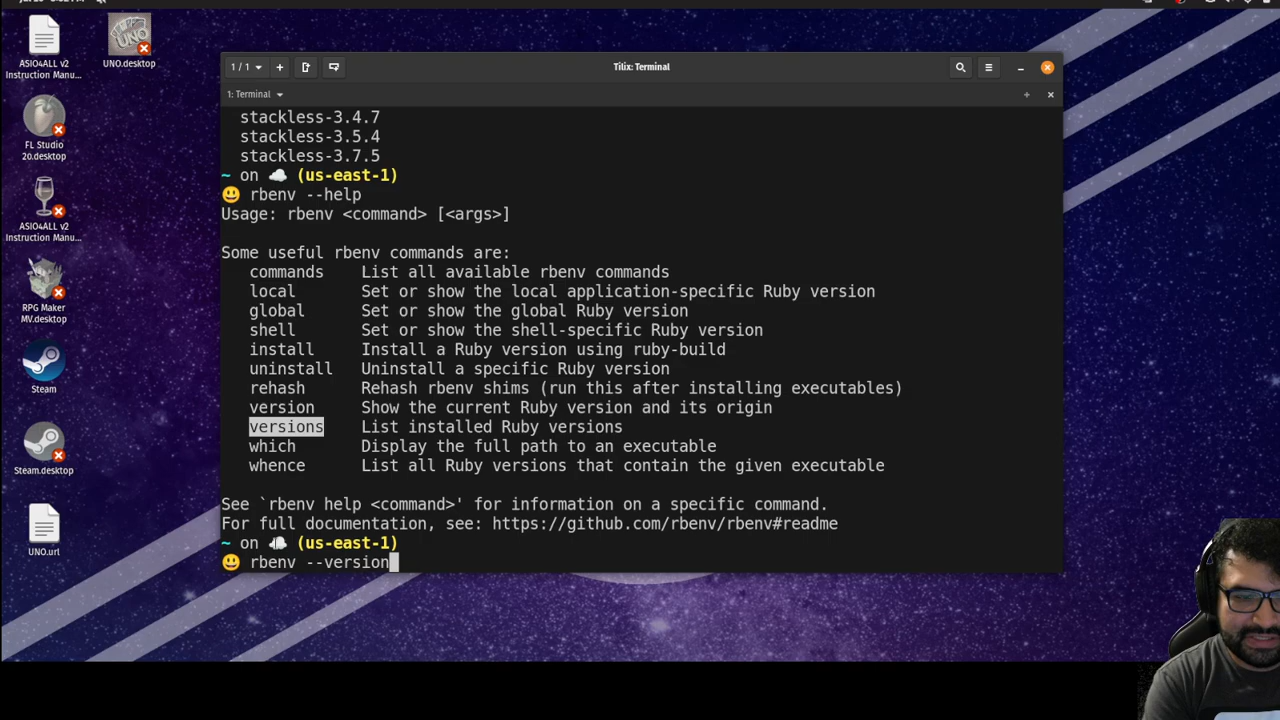 ASIO4ALL v2
Instruction Manu...
UNO.desktop
FL Studio
20.desktop
ASIO4ALL v2
Instruction Manu...
RPG Maker
MV.desktop
Steam
Steam.desktop
UNO.url
UNO
1 / 1
Tilix: Terminal
1: Terminal
stackless-3.4.7
stackless-3.5.4
stackless-3.7.5
~ on ☁️ (us-east-1)
😃 rbenv --help
Usage: rbenv <command> [<args>]
Some useful rbenv commands are:
commands List all available rbenv commands
local Set or show the local application-specific Ruby version
global Set or show the global Ruby version
shell Set or show the shell-specific Ruby version
install Install a Ruby version using ruby-build
uninstall Uninstall a specific Ruby version
rehash Rehash rbenv shims (run this after installing executables)
version Show the current Ruby version and its origin
versions List installed Ruby versions
which Display the full path to an executable
whence List all Ruby versions that contain the given executable
See `rbenv help <command>' for information on a specific command.
For full documentation, see: https://github.com/rbenv/rbenv#readme
~ on ☁️ (us-east-1)
😃 rbenv --version